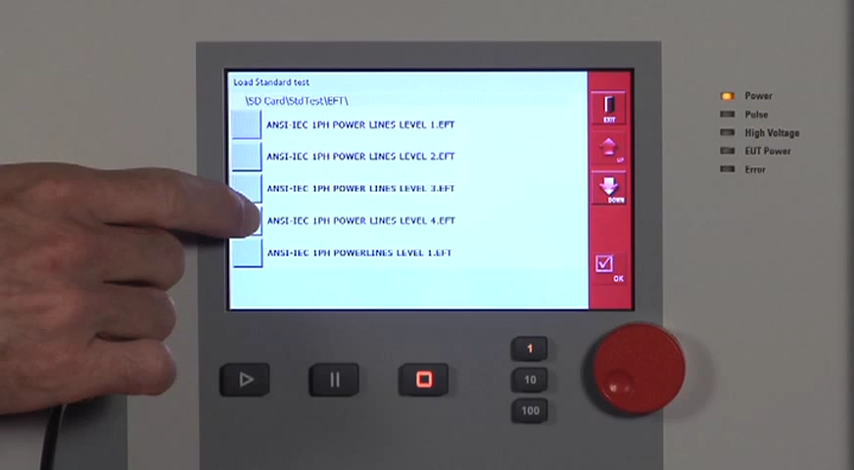 Load Standard test
\SD Card\StdTest\EFT\
ANSI-IEC 1PH POWER LINES LEVEL 1.EFT
ANSI-IEC 1PH POWER LINES LEVEL 2.EFT
ANSI-IEC 1PH POWER LINES LEVEL 3.EFT
ANSI-IEC 1PH POWER LINES LEVEL 4.EFT
ANSI-IEC 1PH POWERLINES LEVEL 1.EFT
EXIT
UP
DOWN
OK
Power
Pulse
High Voltage
EUT Power
Error
1
10
100